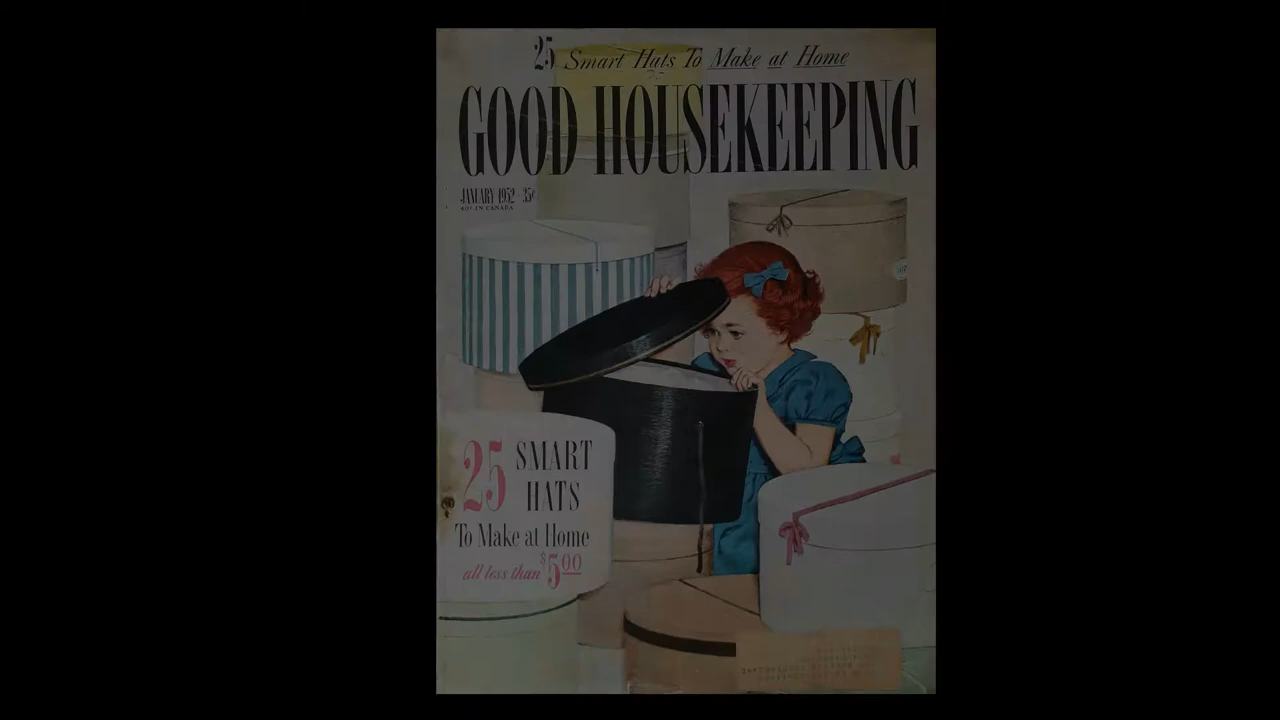 25 Smart Hats To Make at Home
GOOD HOUSEKEEPING
JANUARY 1952 35¢
40¢ IN CANADA
25 SMART
HATS
To Make at Home
all less than $5.00